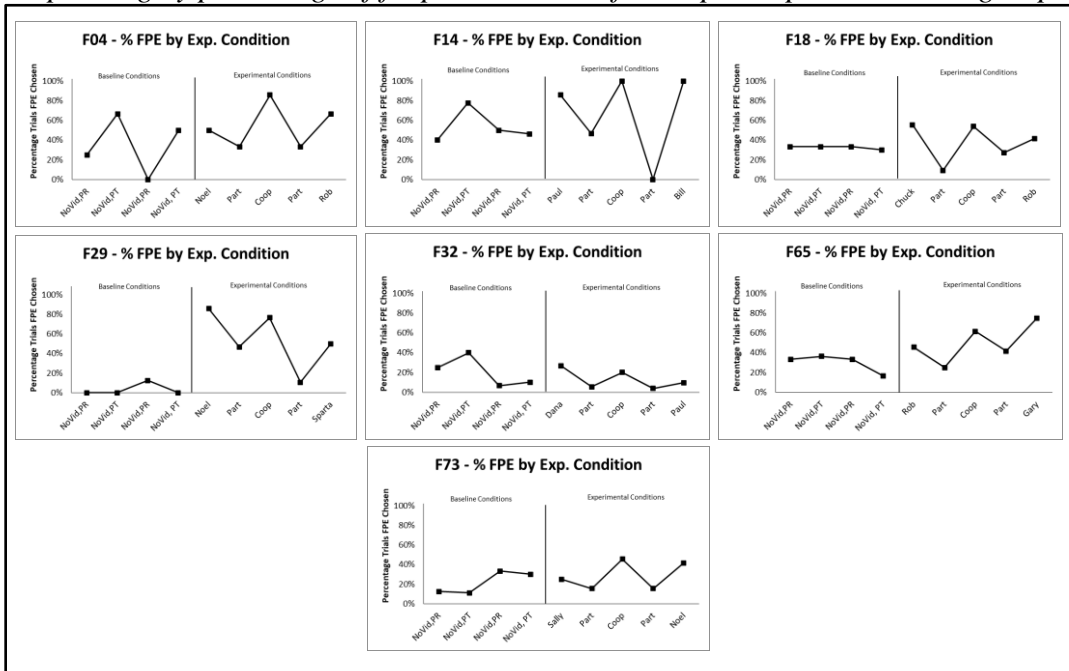 F04 - % FPE by Exp. Condition
Baseline Conditions Experimental Conditions
Percentage Trials FPE Chosen
100%
80%
60%
40%
20%
0%
NoVid,PR NoVid,PT NoVid,PR NoVid, PT Noel Part Coop Part Rob
F14 - % FPE by Exp. Condition
Baseline Conditions Experimental Conditions
Percentage Trials FPE Chosen
100%
80%
60%
40%
20%
0%
NoVid,PR NoVid,PT NoVid,PR NoVid, PT Paul Part Coop Part Bill
F18 - % FPE by Exp. Condition
Baseline Conditions Experimental Conditions
Percentage Trials FPE Chosen
100%
80%
60%
40%
20%
0%
NoVid,PR NoVid,PT NoVid,PR NoVid, PT Chuck Part Coop Part Rob
F29 - % FPE by Exp. Condition
Baseline Conditions Experimental Conditions
Percentage Trials FPE Chosen
100%
80%
60%
40%
20%
0%
NoVid,PR NoVid,PT NoVid,PR NoVid, PT Noel Part Coop Part Sparta
F32 - % FPE by Exp. Condition
Baseline Conditions Experimental Conditions
Percentage Trials FPE Chosen
100%
80%
60%
40%
20%
0%
NoVid,PR NoVid,PT NoVid,PR NoVid, PT Dana Part Coop Part Paul
F65 - % FPE by Exp. Condition
Baseline Conditions Experimental Conditions
Percentage Trials FPE Chosen
100%
80%
60%
40%
20%
0%
NoVid,PR NoVid,PT NoVid,PR NoVid, PT Rob Part Coop Part Gary
F73 - % FPE by Exp. Condition
Baseline Conditions Experimental Conditions
Percentage Trials FPE Chosen
100%
80%
60%
40%
20%
0%
NoVid,PR NoVid,PT NoVid,PR NoVid, PT Sally Part Coop Part Noel